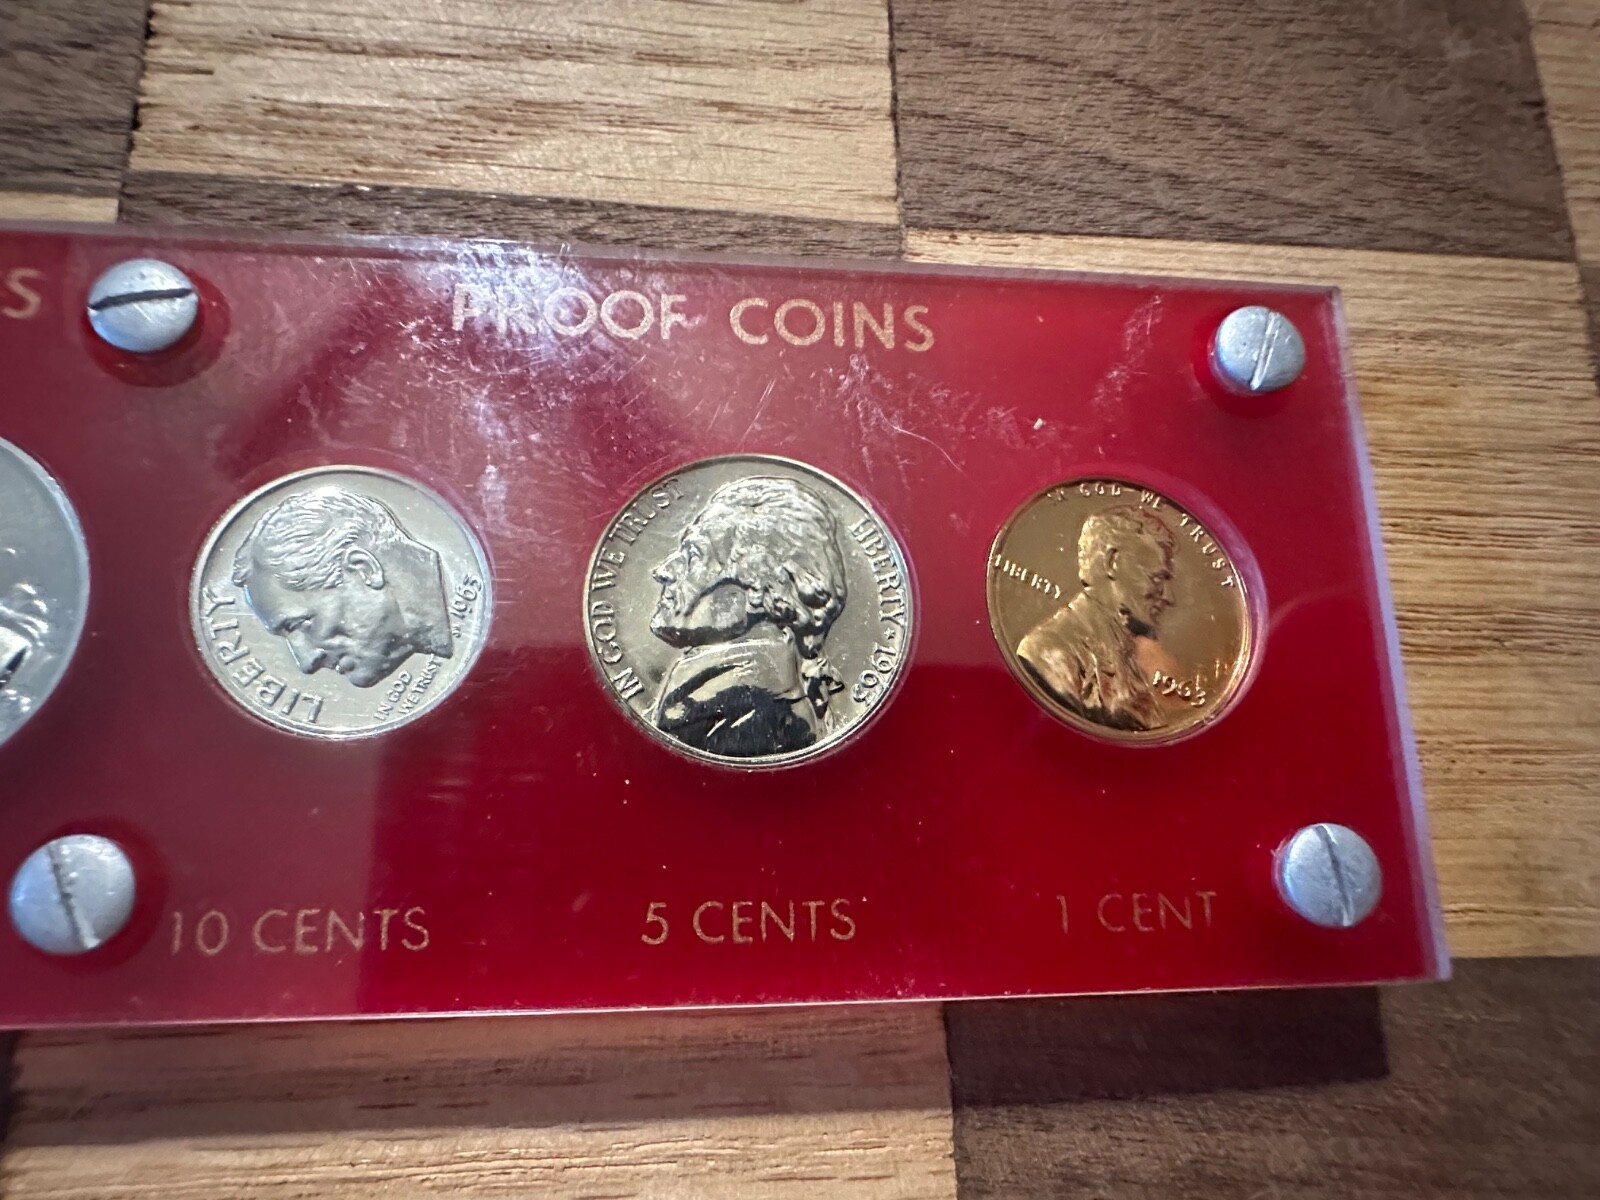 S
PROOF COINS
LIBERTY
IN GOD
WE TRUST
JS 1963
IN GOD WE TRUST
LIBERTY ★ 1963
IN GOD WE TRUST
LIBERTY
1963
10 CENTS
5 CENTS
1 CENT